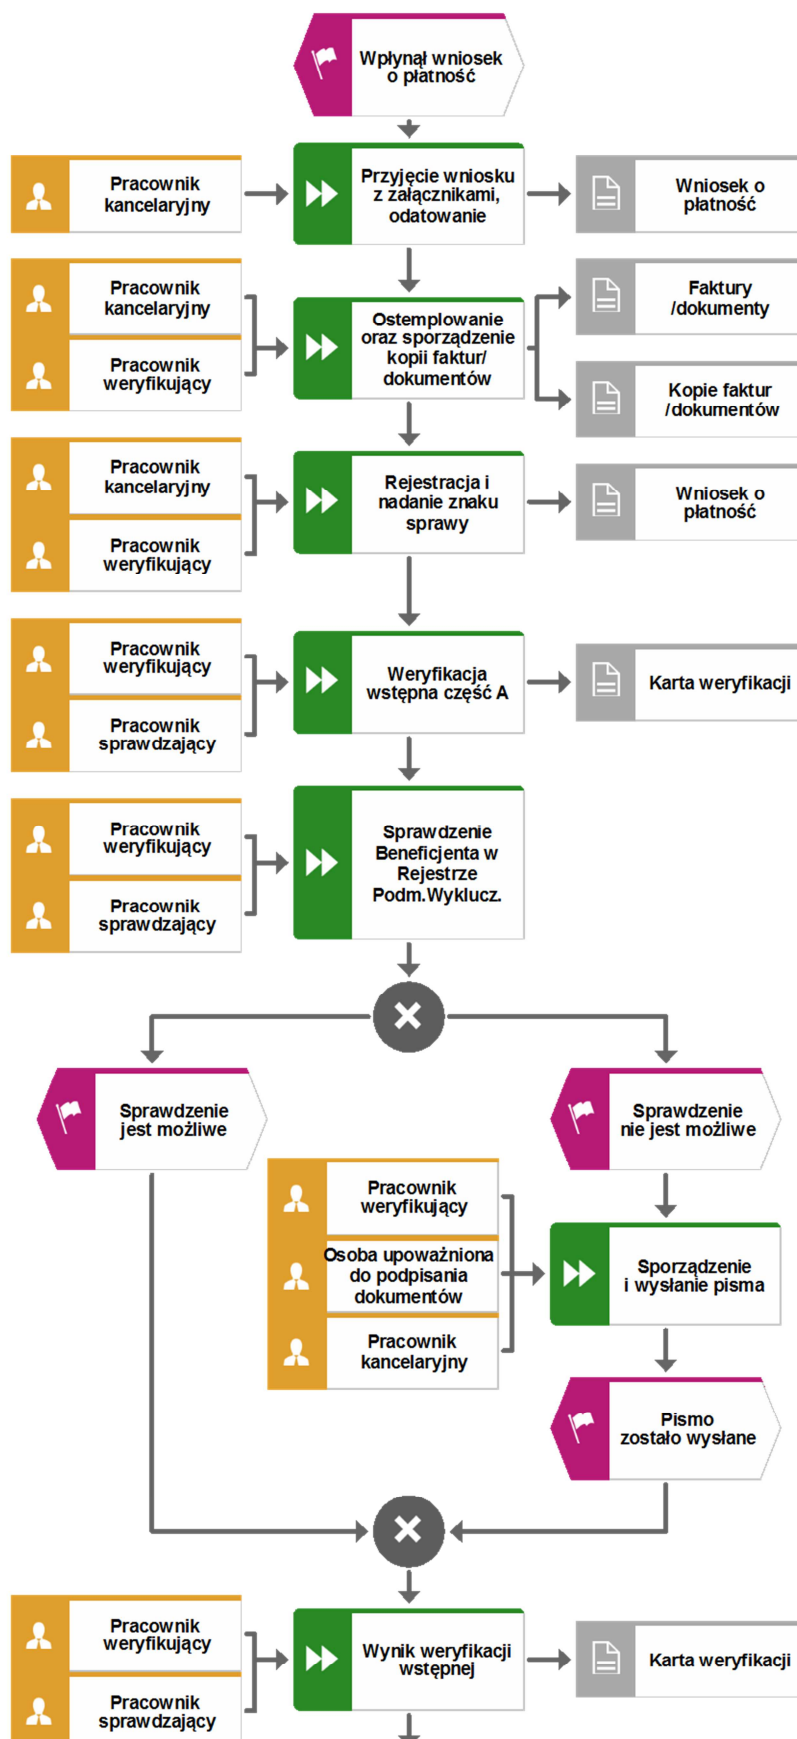 Wpłynął wniosek
o płatność
Pracownik
kancelaryjny
Przyjęcie wniosku
z załącznikami,
odatowanie
Wniosek o
płatność
Pracownik
kancelaryjny
Pracownik
weryfikujący
Ostemplowanie
oraz sporządzenie
kopii faktur/
dokumentów
Faktury
/dokumenty
Kopie faktur
/dokumentów
Pracownik
kancelaryjny
Pracownik
weryfikujący
Rejestracja i
nadanie znaku
sprawy
Wniosek o
płatność
Pracownik
weryfikujący
Pracownik
sprawdzający
Weryfikacja
wstępna część A
Karta weryfikacji
Pracownik
weryfikujący
Pracownik
sprawdzający
Sprawdzenie
Beneficjenta w
Rejestrze
Podm.Wyklucz.
Sprawdzenie
jest możliwe
Sprawdzenie
nie jest możliwe
Pracownik
weryfikujący
Osoba upoważniona
do podpisania
dokumentów
Pracownik
kancelaryjny
Sporządzenie
i wysłanie pisma
Pismo
zostało wysłane
Pracownik
weryfikujący
Pracownik
sprawdzający
Wynik weryfikacji
wstępnej
Karta weryfikacji